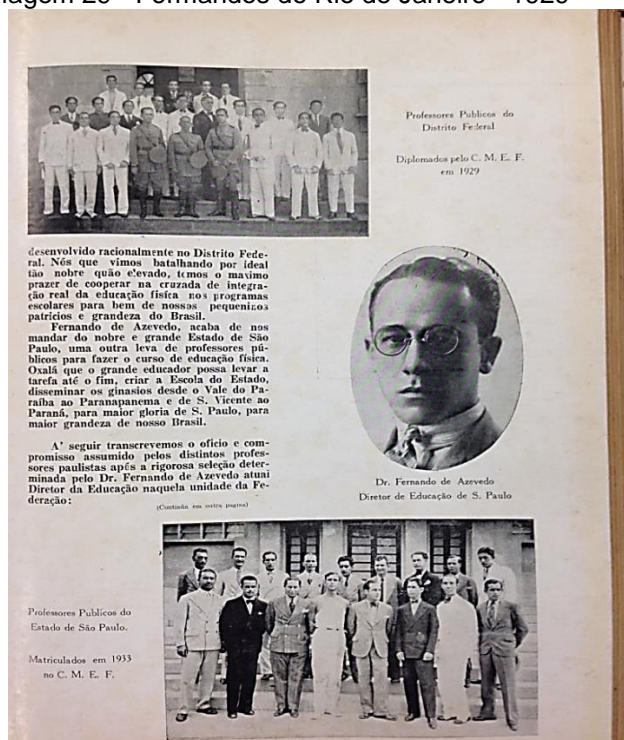 agem 20 - Formandos do Rio de Janeiro - 1929
Professores Publicos do
Distrito Federal
Diplomados pelo C. M. E. F.
em 1929
desenvolvido racionalmente no Distrito Fede-
ral. Nós que vimos batalhando por ideal
tão nobre quão elevado, temos o maximo
prazer de cooperar na cruzada de integra-
ção real da educação fisica nos programas
escolares para bem de nossos pequeninos
patricios e grandeza do Brasil.
Fernando de Azevedo, acaba de nos
mandar do nobre e grande Estado de São
Paulo, uma outra leva de professores pú-
blicos para fazer o curso de educação física.
Oxalá que o grande educador possa levar a
tarefa até o fim, criar a Escola do Estado,
disseminar os ginasios desde o Vale do Pa-
raíba ao Paranapanema e de S. Vicente ao
Paraná, para maior gloria de S. Paulo, para
maior grandeza de nosso Brasil.
A' seguir transcrevemos o oficio e com-
promisso assumido pelos distintos profes-
sores paulistas após a rigorosa seleção deter-
minada pelo Dr. Fernando de Azevedo atual
Diretor da Educação naquela unidade da Fe-
deração:
(Continúa em outra pagina)
Dr. Fernando de Azevedo
Diretor de Educação de S. Paulo
Professores Publicos do
Estado de São Paulo.
Matriculados em 1933
no C. M. E. F.